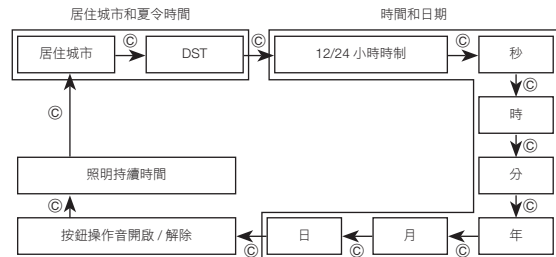 居住城市和夏令時間
時間和日期
居住城市 Ⓒ DST Ⓒ 12/24 小時時制 Ⓒ 秒
Ⓒ
時
Ⓒ
分
Ⓒ
年
Ⓒ
月
Ⓒ
日
Ⓒ
按鈕操作音開啟 / 解除
Ⓒ
照明持續時間
Ⓒ